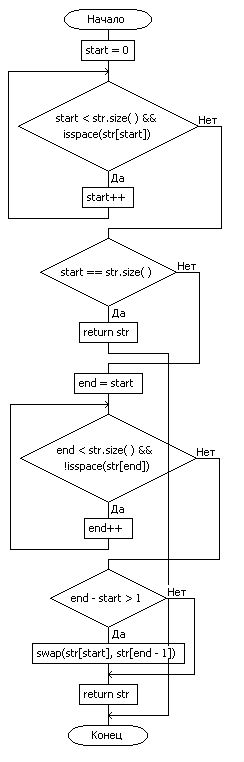 Начало
start = 0
start < str.size( ) &&
isspace(str[start])
Нет
Да
start++
start == str.size( )
Нет
Да
return str
end = start
end < str.size( ) &&
!isspace(str[end])
Нет
Да
end++
end - start > 1
Нет
Да
swap(str[start], str[end - 1])
return str
Конец